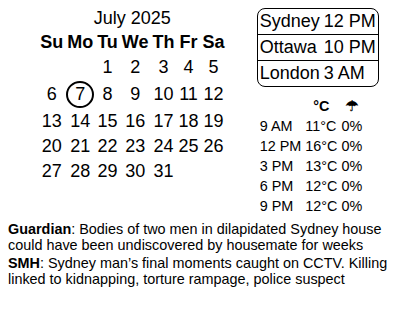 July 2025
Su Mo Tu We Th Fr Sa
1 2 3 4 5
6 7 8 9 10 11 12
13 14 15 16 17 18 19
20 21 22 23 24 25 26
27 28 29 30 31
Sydney 12 PM
Ottawa 10 PM
London 3 AM
°C ☂
9 AM 11°C 0%
12 PM 16°C 0%
3 PM 13°C 0%
6 PM 12°C 0%
9 PM 12°C 0%
Guardian: Bodies of two men in dilapidated Sydney house
could have been undiscovered by housemate for weeks
SMH: Sydney man’s final moments caught on CCTV. Killing
linked to kidnapping, torture rampage, police suspect